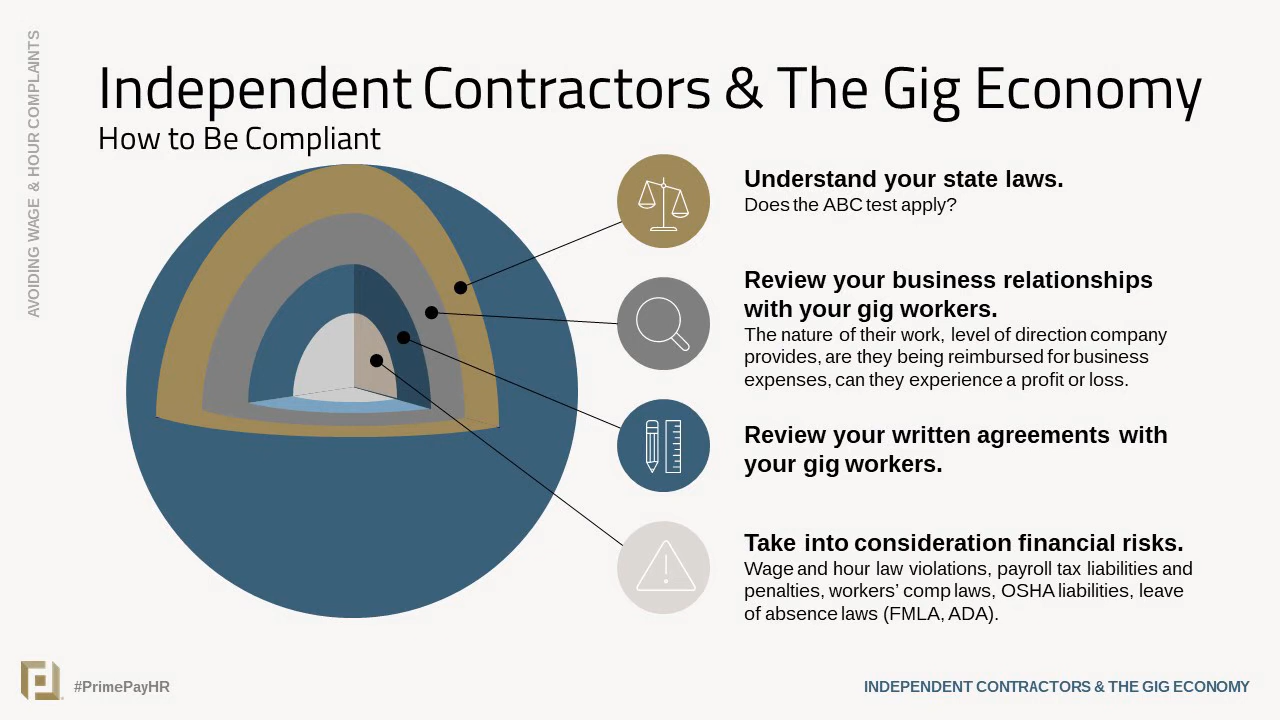 AVOIDING WAGE & HOUR COMPLAINTS
Independent Contractors & The Gig Economy
How to Be Compliant
Understand your state laws.
Does the ABC test apply?
Review your business relationships
with your gig workers.
The nature of their work, level of direction company
provides, are they being reimbursed for business
expenses, can they experience a profit or loss.
Review your written agreements with
your gig workers.
Take into consideration financial risks.
Wage and hour law violations, payroll tax liabilities and
penalties, workers’ comp laws, OSHA liabilities, leave
of absence laws (FMLA, ADA).
#PrimePayHR
INDEPENDENT CONTRACTORS & THE GIG ECONOMY